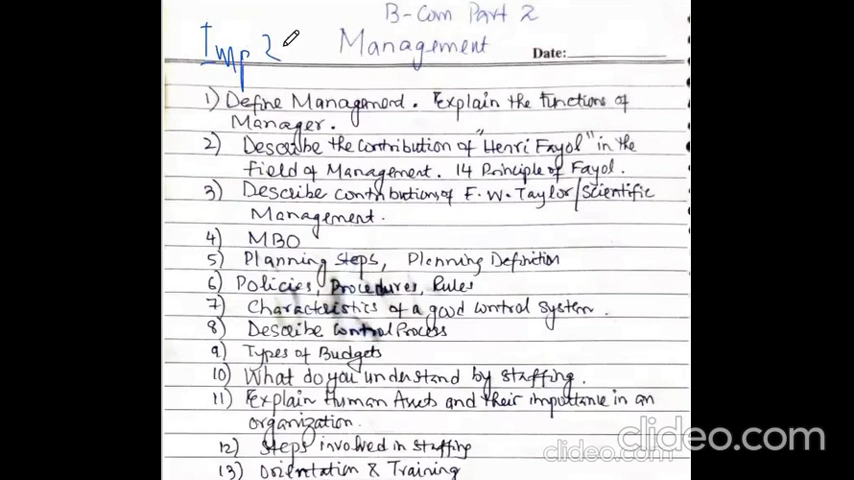 B-Com Part 2
Imp 2
Management
Date:
1) Define Management. Explain the functions of
Manager.
2) Describe the contribution of "Henri Fayol" in the
field of Management. 14 Principle of Fayol.
3) Describe contributions of F. W. Taylor/Scientific
Management.
4) MBO
5) Planning steps, Planning Definition
6) Policies, Procedures, Rules
7) Characteristics of a good control system.
8) Describe control Process
9) Types of Budgets
10) What do you understand by staffing.
11) Explain Human Assets and their importance in an
organization.
12) Steps involved in staffing
13) Orientation & Training
clideo.com
clideo.com